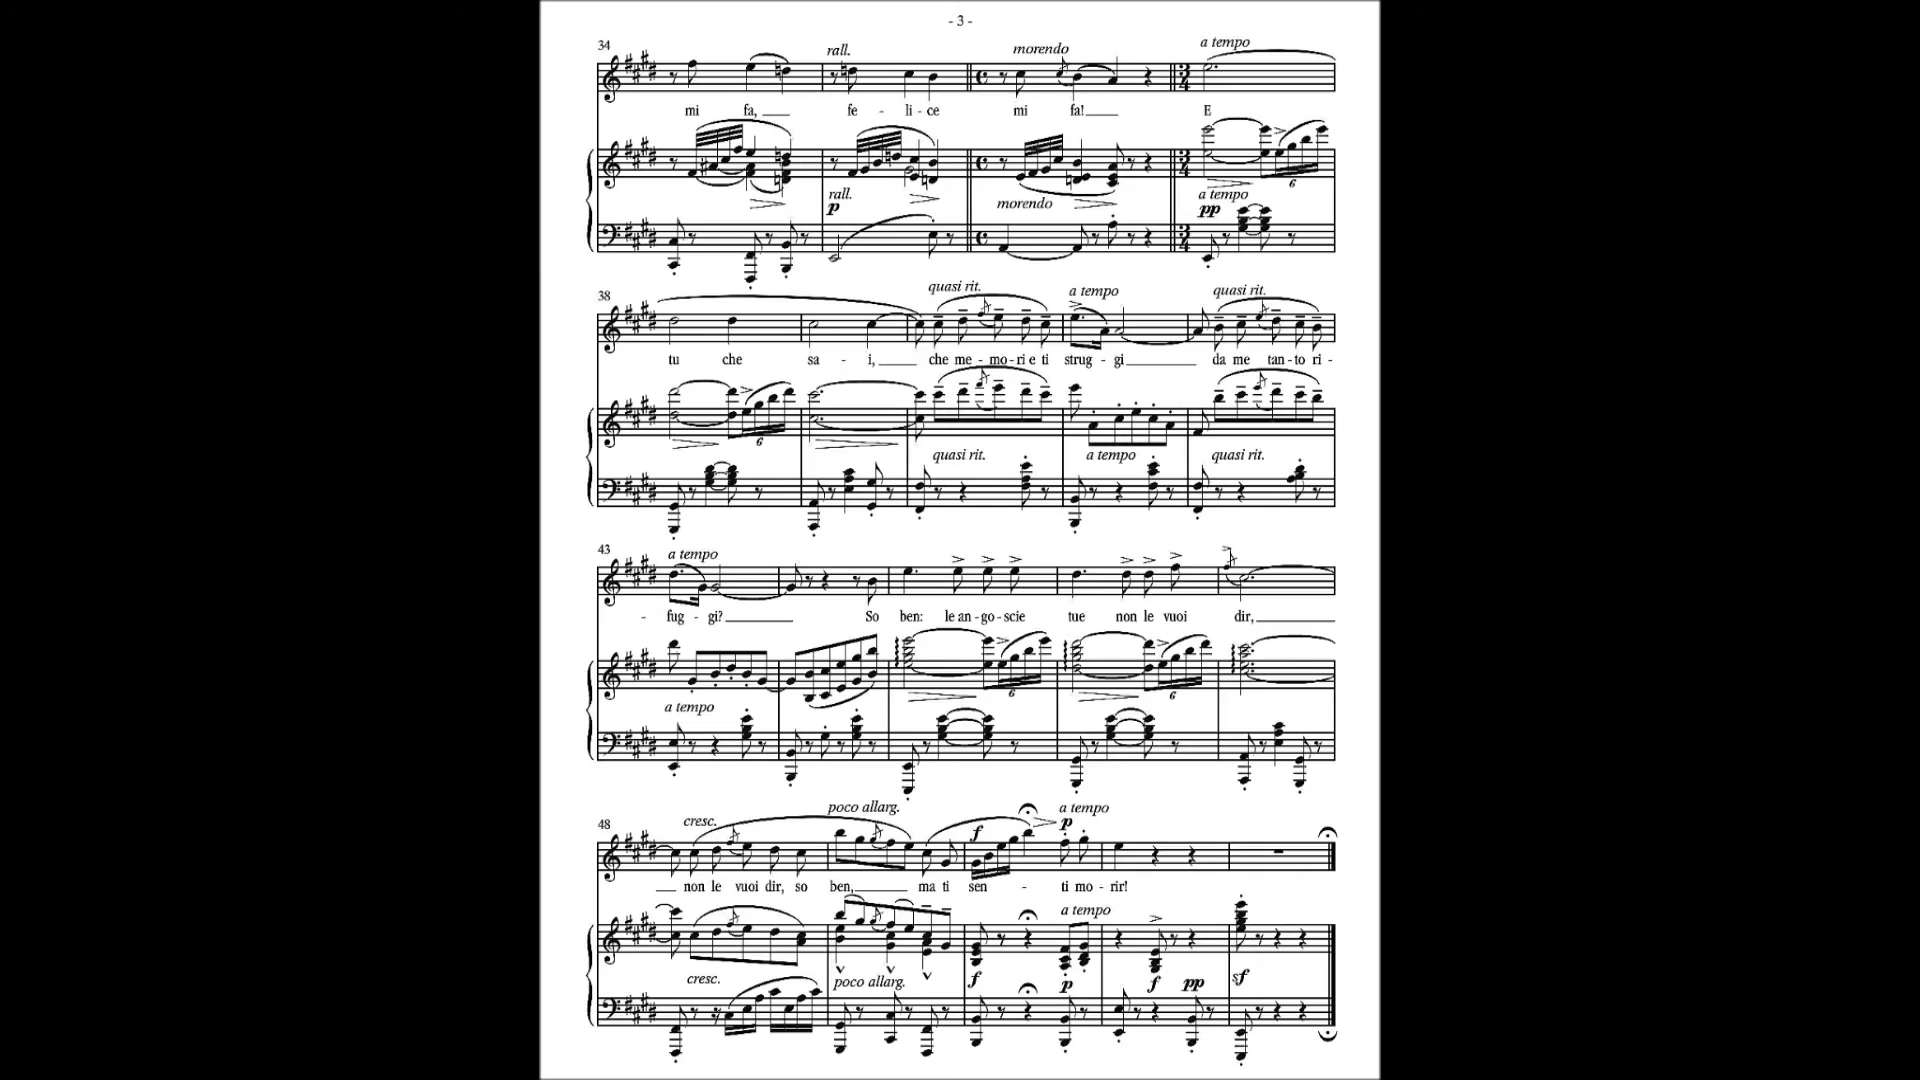 - 3 -
34
rall.
morendo
a tempo
mi fa, fe - li - ce mi fa! E
rall.
p
morendo
a tempo
pp
6
38
quasi rit.
a tempo
quasi rit.
tu che sa - i, che me - mo - ri e ti strug - gi da me tan - to ri -
6
quasi rit.
a tempo
quasi rit.
43
a tempo
- fug - gi? So ben: le an - go - scie tue non le vuoi dir,
6
6
a tempo
48
cresc.
poco allarg.
f
a tempo
p
non le vuoi dir, so ben, ma ti sen - ti mo - rir!
a tempo
cresc.
poco allarg.
f
p
f
pp
sf